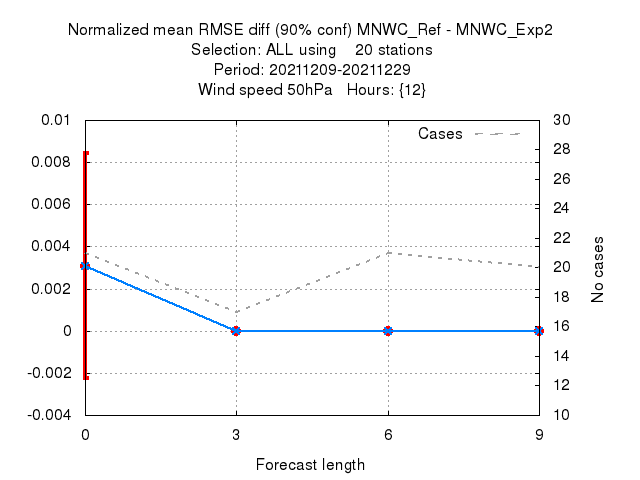 Normalized mean RMSE diff (90% conf) MNWC_Ref - MNWC_Exp2
Selection: ALL using    20 stations
Period: 20211209-20211229
Wind speed 50hPa   Hours: {12}
Cases
0.01
0.008
0.006
0.004
0.002
0
-0.002
-0.004
30
28
26
24
22
20
18
16
14
12
10
No cases
0 3 6 9
Forecast length